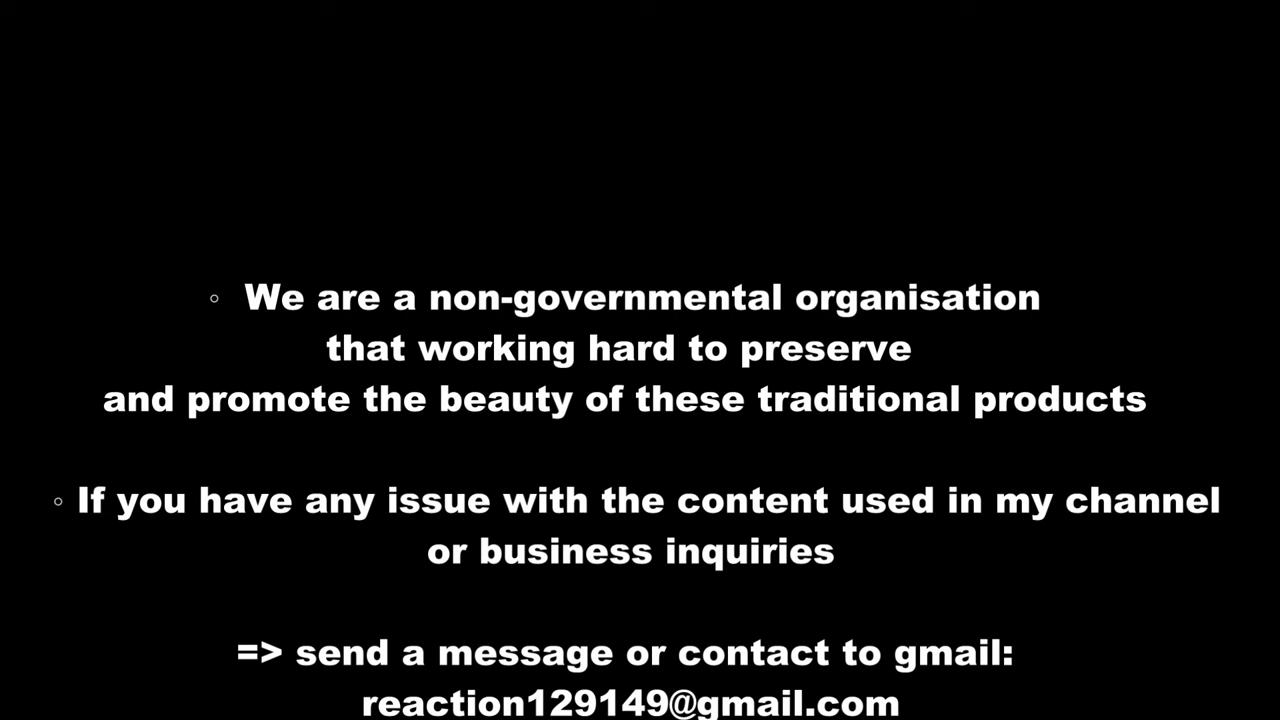 ◦ We are a non-governmental organisation
that working hard to preserve
and promote the beauty of these traditional products
◦ If you have any issue with the content used in my channel
or business inquiries
=> send a message or contact to gmail:
reaction129149@gmail.com